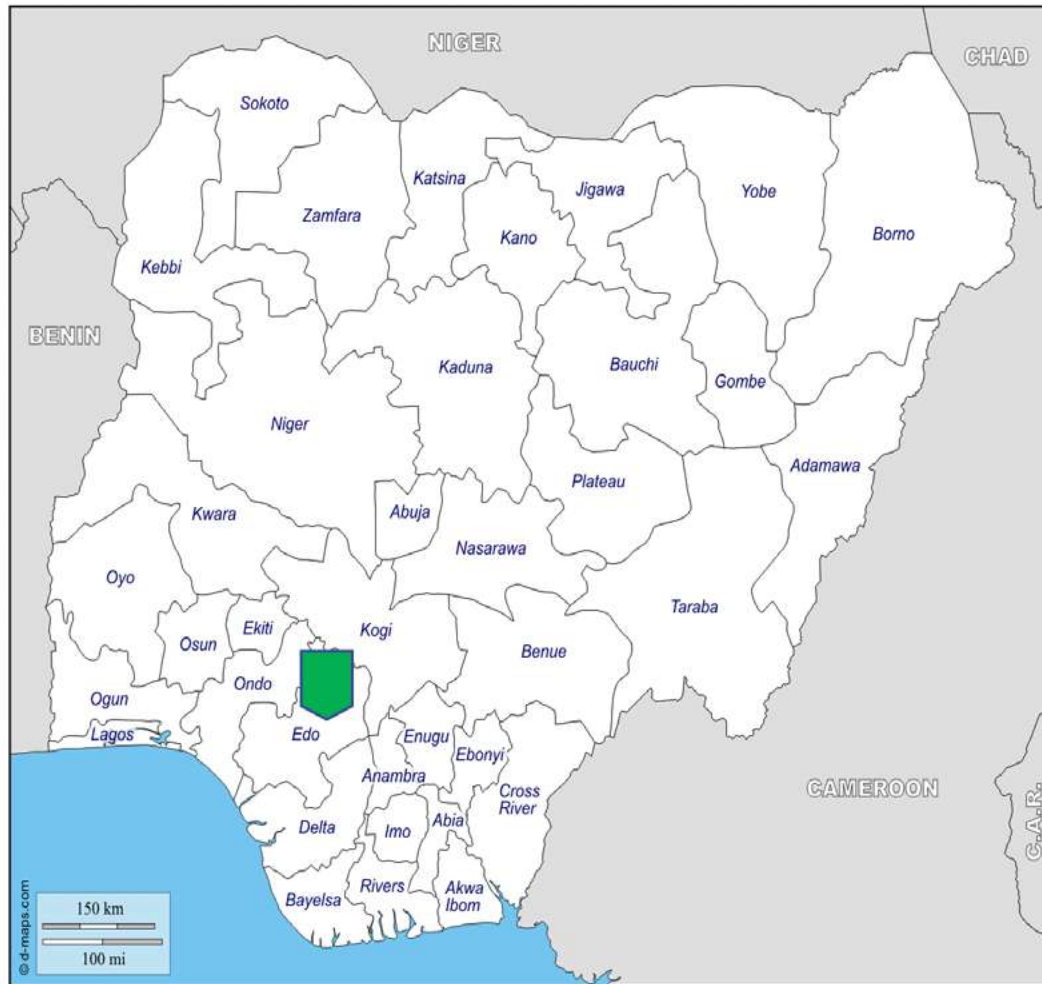 NIGER
CHAD
Sokoto
Katsina
Jigawa
Yobe
Zamfara
Kano
Borno
Kebbi
BENIN
Kaduna
Bauchi
Gombe
Niger
Adamawa
Plateau
Abuja
Kwara
Nasarawa
Oyo
Taraba
Ekiti
Kogi
Osun
Benue
Ondo
Ogun
Lagos
Edo
Enugu
Ebonyi
Anambra
CAMEROON
Cross
River
C.A.R.
Delta
Imo
Abia
Bayelsa
Rivers
Akwa
Ibom
150 km
100 mi
© d-maps.com